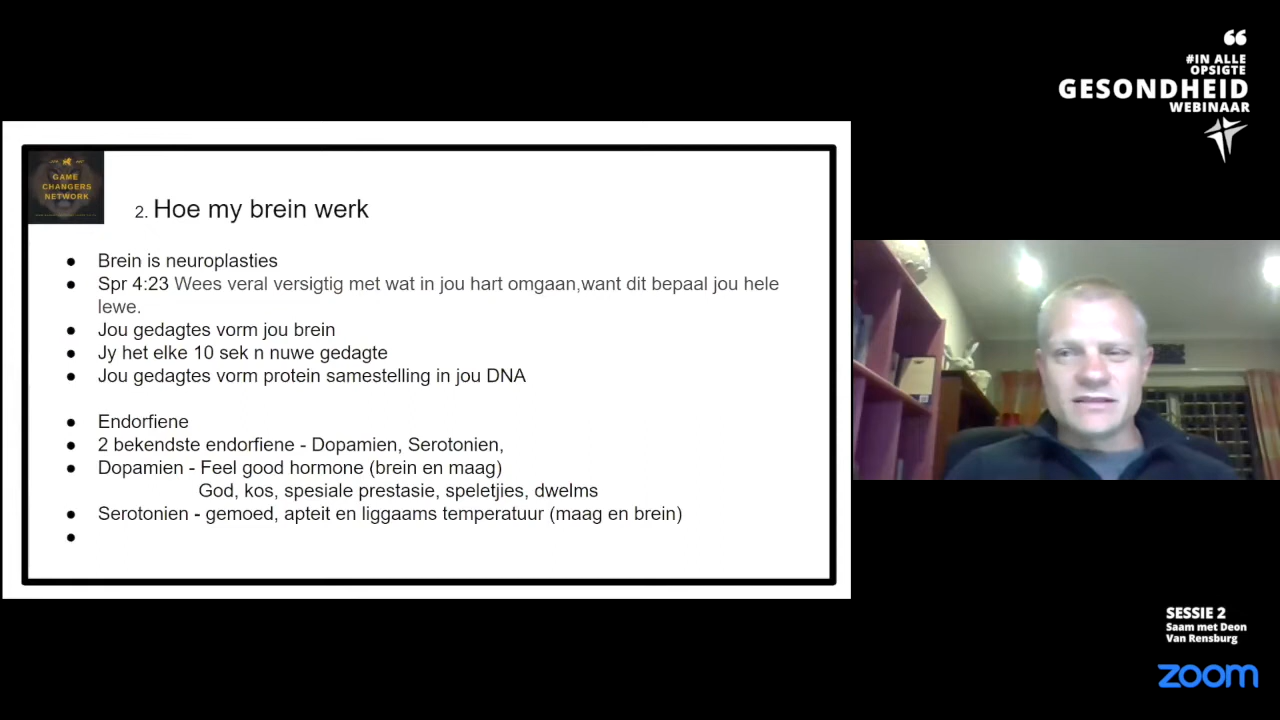 #IN ALLE
OPSIGTE
GESONDHEID
WEBINAAR
GAME
CHANGERS
NETWORK
2. Hoe my brein werk
● Brein is neuroplasties
● Spr 4:23 Wees veral versigtig met wat in jou hart omgaan,want dit bepaal jou hele
lewe.
● Jou gedagtes vorm jou brein
● Jy het elke 10 sek n nuwe gedagte
● Jou gedagtes vorm protein samestelling in jou DNA
● Endorfiene
● 2 bekendste endorfiene - Dopamien, Serotonien,
● Dopamien - Feel good hormone (brein en maag)
God, kos, spesiale prestasie, speletjies, dwelms
● Serotonien - gemoed, apteit en liggaams temperatuur (maag en brein)
●
SESSIE 2
Saam met Deon
Van Rensburg
zoom